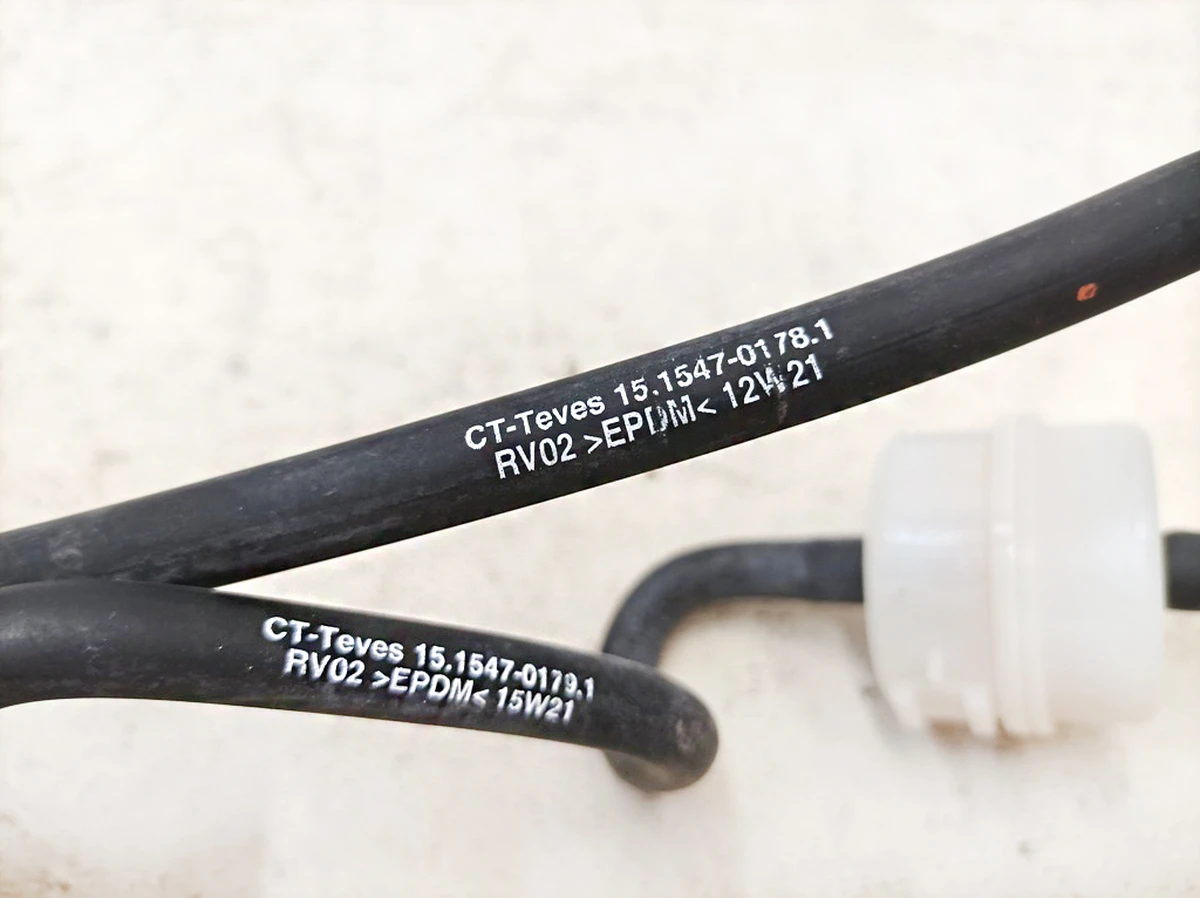 CT-Teves 15.1547-0178.1
RV02 >EPDM< 12W21
CT-Teves 15.1547-0179.1
RV02 >EPDM< 15W21